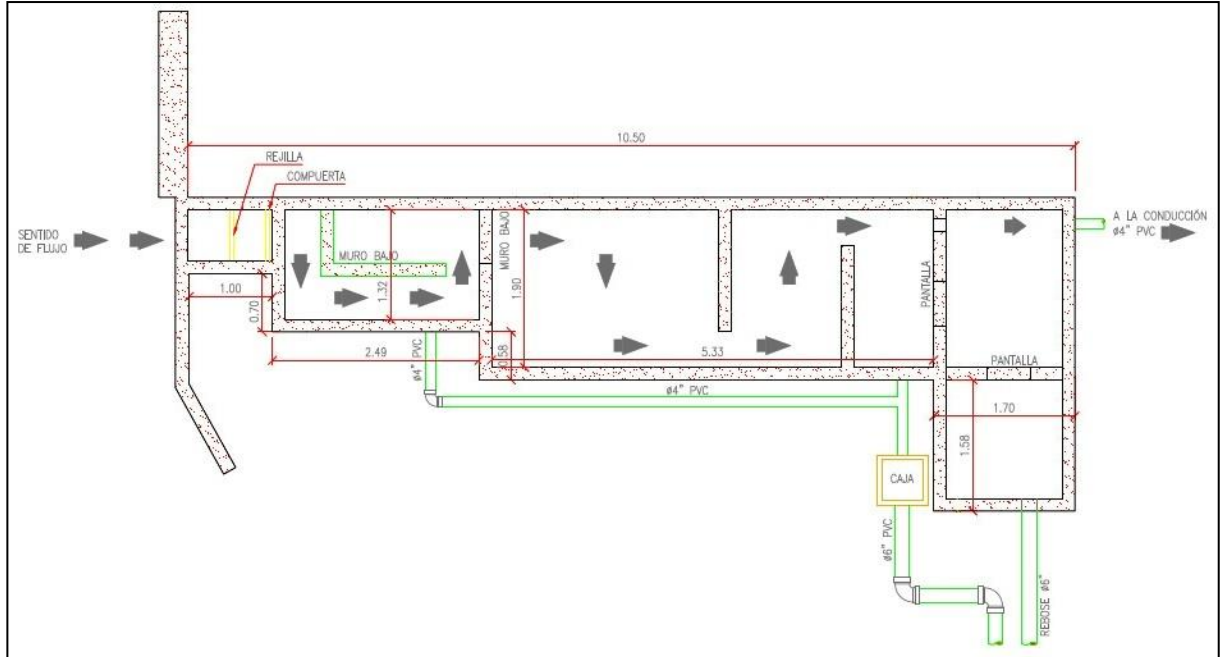 10.50
REJILLA
COMPUERTA
SENTIDO
DE FLUJO
A LA CONDUCCIÓN
ø4" PVC
MURO BAJO
MURO BAJO
1.32
1.90
PANTALLA
1.00
0.70
2.49
0.58
5.33
PANTALLA
ø4" PVC
ø4" PVC
1.70
1.58
CAJA
ø6" PVC
REBOSE ø6"